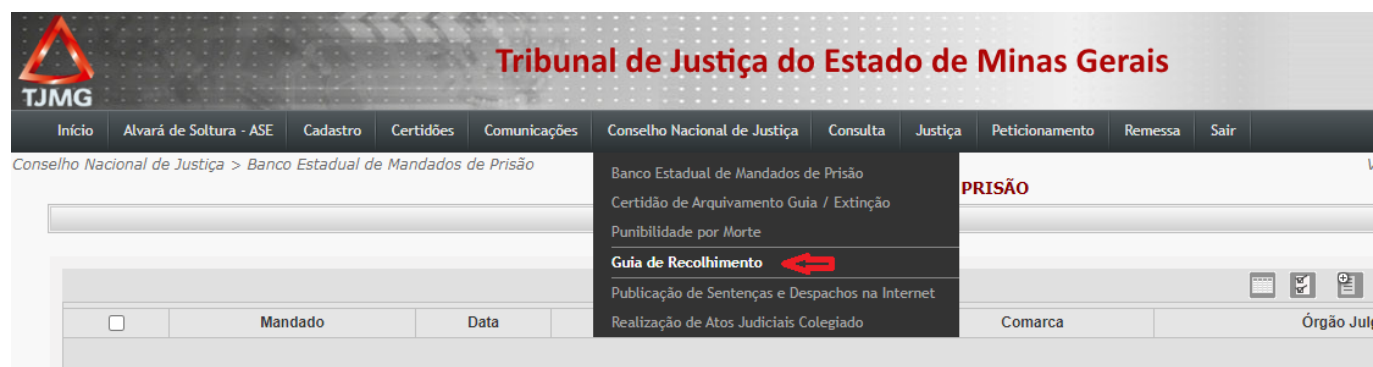 Tribunal de Justiça do Estado de Minas Gerais
TJMG
Início Alvará de Soltura - ASE Cadastro Certidões Comunicações Conselho Nacional de Justiça Consulta Justiça Peticionamento Remessa Sair
Conselho Nacional de Justiça > Banco Estadual de Mandados de Prisão
Banco Estadual de Mandados de Prisão
PRISÃO
Certidão de Arquivamento Guia / Extinção
Punibilidade por Morte
Guia de Recolhimento
Publicação de Sentenças e Despachos na Internet
Realização de Atos Judiciais Colegiado
Mandado Data Comarca Órgão